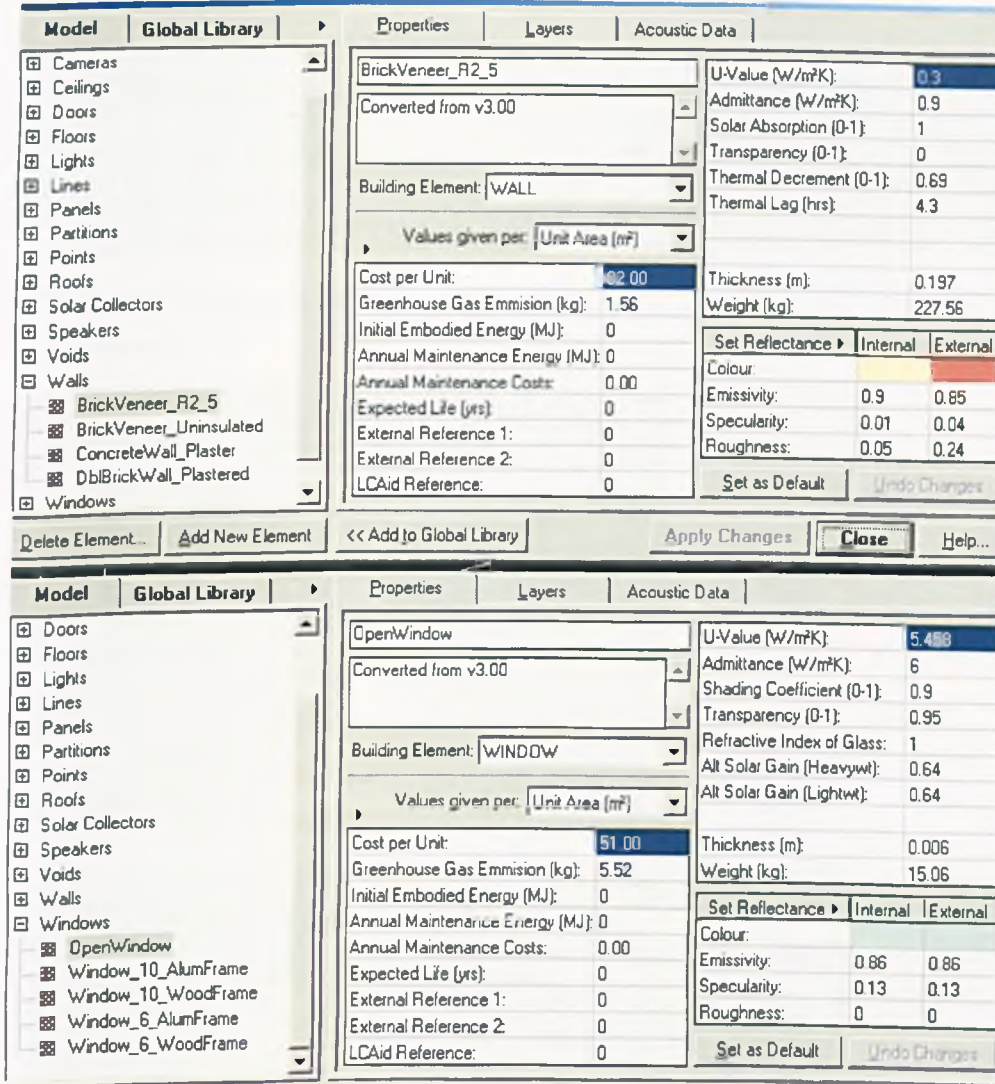 Model Global Library
Cameras
Ceilings
Doors
Floors
Lights
Lines
Panels
Partitions
Points
Roofs
Solar Collectors
Speakers
Voids
Walls
BrickVeneer_R2_5
BrickVeneer_Uninsulated
ConcreteWall_Plaster
DblBrickWall_Plastered
Windows
Properties Layers Acoustic Data
BrickVeneer_R2_5
Converted from v3.00
Building Element: WALL
Values given per: Unit Area (m²)
Cost per Unit:
Greenhouse Gas Emmision (kg): 1.56
Initial Embodied Energy (MJ): 0
Annual Maintenance Energy (MJ): 0
Annual Maintenance Costs: 0.00
Expected Life (yrs): 0
External Reference 1: 0
External Reference 2: 0
LCAid Reference: 0
U-Value (W/m²K): 0.3
Admittance (W/m²K): 0.9
Solar Absorption (0-1): 1
Transparency (0-1): 0
Thermal Decrement (0-1): 0.69
Thermal Lag (hrs): 4.3
Thickness (m): 0.197
Weight (kg): 227.56
Set Reflectance Internal External
Colour:
Emissivity: 0.9 0.85
Specularity: 0.01 0.04
Roughness: 0.05 0.24
Set as Default Undo Changes
Delete Element... Add New Element << Add to Global Library Apply Changes Close Help...
Model Global Library
Doors
Floors
Lights
Lines
Panels
Partitions
Points
Roofs
Solar Collectors
Speakers
Voids
Walls
Windows
OpenWindow
Window_10_AlumFrame
Window_10_WoodFrame
Window_6_AlumFrame
Window_6_WoodFrame
Properties Layers Acoustic Data
OpenWindow
Converted from v3.00
Building Element: WINDOW
Values given per: Unit Area (m²)
Cost per Unit: 51.00
Greenhouse Gas Emmision (kg): 5.52
Initial Embodied Energy (MJ): 0
Annual Maintenance Energy (MJ): 0
Annual Maintenance Costs: 0.00
Expected Life (yrs): 0
External Reference 1: 0
External Reference 2: 0
LCAid Reference: 0
U-Value (W/m²K): 5.458
Admittance (W/m²K): 6
Shading Coefficient (0-1): 0.9
Transparency (0-1): 0.95
Refractive Index of Glass: 1
Alt Solar Gain (Heavywt): 0.64
Alt Solar Gain (Lightwt): 0.64
Thickness (m): 0.006
Weight (kg): 15.06
Set Reflectance Internal External
Colour:
Emissivity: 0.86 0.86
Specularity: 0.13 0.13
Roughness: 0 0
Set as Default Undo Changes